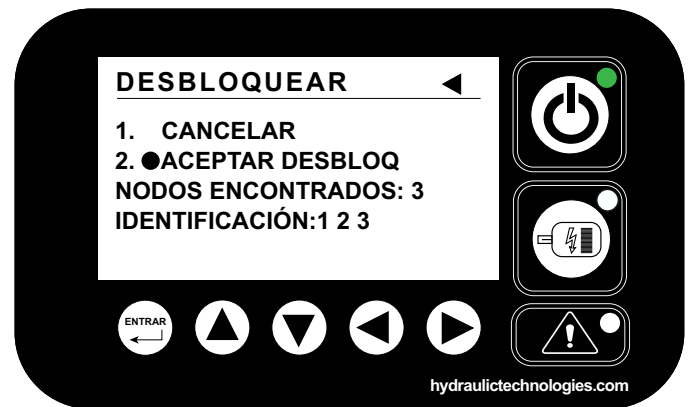 DESBLOQUEAR
1. CANCELAR
2. ●ACEPTAR DESBLOQ
NODOS ENCONTRADOS: 3
IDENTIFICACIÓN:1 2 3
ENTRAR
hydraulictechnologies.com